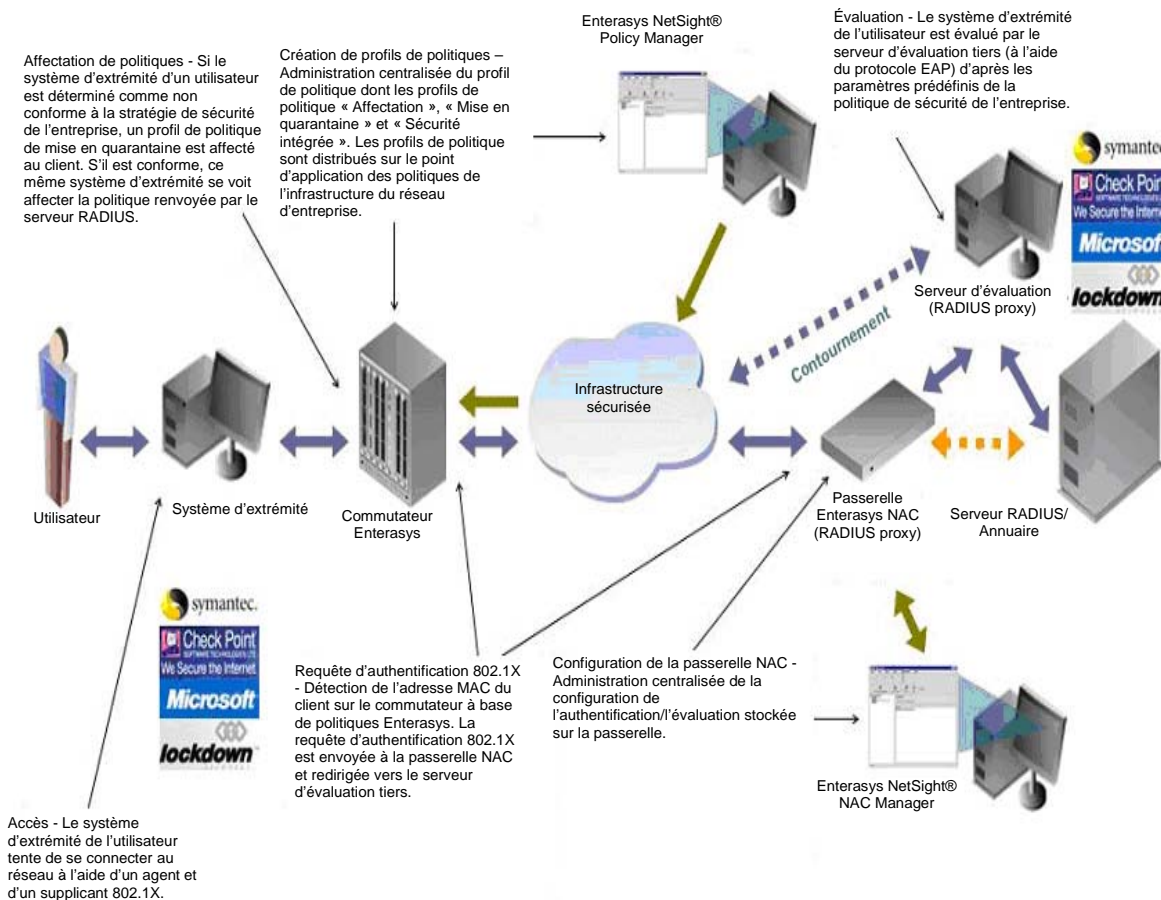 Affectation de politiques - Si le
système d'extrémité d'un utilisateur
est déterminé comme non
conforme à la stratégie de sécurité
de l'entreprise, un profil de politique
de mise en quarantaine est affecté
au client. S'il est conforme, ce
même système d'extrémité se voit
affecter la politique renvoyée par le
serveur RADIUS.
Création de profils de politiques –
Administration centralisée du profil
de politique dont les profils de
politique « Affectation », « Mise en
quarantaine » et « Sécurité
intégrée ». Les profils de politique
sont distribués sur le point
d'application des politiques de
l'infrastructure du réseau
d'entreprise.
Enterasys NetSight®
Policy Manager
Évaluation - Le système d'extrémité
de l'utilisateur est évalué par le
serveur d'évaluation tiers (à l'aide
du protocole EAP) d'après les
paramètres prédéfinis de la
politique de sécurité de l'entreprise.
symantec
Check Point
SOFTWARE TECHNOLOGIES LTD
We Secure the Internet
Microsoft
lockdown
Serveur d'évaluation
(RADIUS proxy)
Contournement
Infrastructure
sécurisée
Utilisateur
Système d'extrémité
Commutateur
Enterasys
Passerelle
Enterasys NAC
(RADIUS proxy)
Serveur RADIUS/
Annuaire
symantec.
Check Point
SOFTWARE TECHNOLOGIES LTD
We Secure the Internet
Microsoft
lockdown
Requête d'authentification 802.1X
- Détection de l'adresse MAC du
client sur le commutateur à base
de politiques Enterasys. La
requête d'authentification 802.1X
est envoyée à la passerelle NAC
et redirigée vers le serveur
d'évaluation tiers.
Configuration de la passerelle NAC -
Administration centralisée de la
configuration de
l'authentification/l'évaluation stockée
sur la passerelle.
Enterasys NetSight®
NAC Manager
Accès - Le système
d'extrémité de l'utilisateur
tente de se connecter au
réseau à l'aide d'un agent et
d'un supplicant 802.1X.